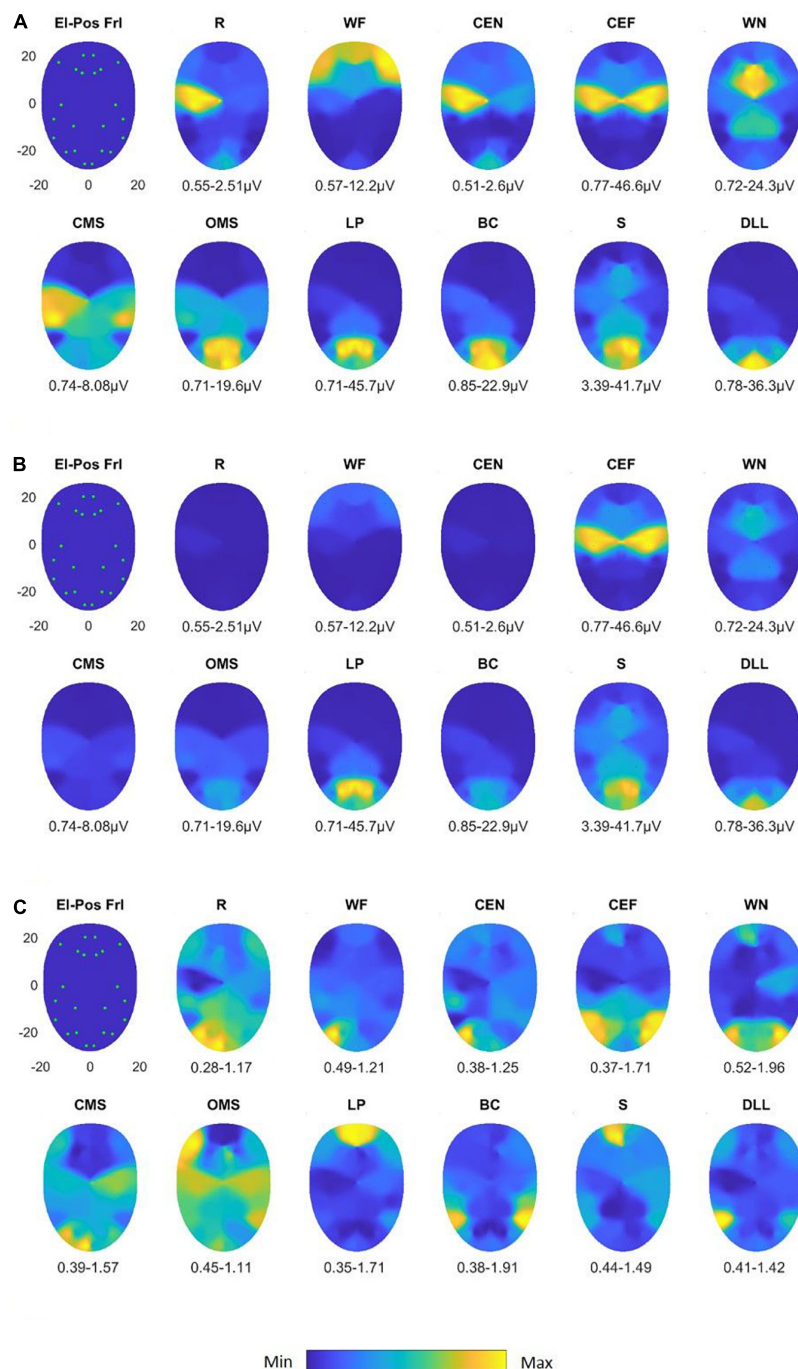 A
El-Pos Frl R WF CEN CEF WN
20
0
-20
-20 0 20
0.55-2.51µV 0.57-12.2µV 0.51-2.6µV 0.77-46.6µV 0.72-24.3µV
CMS OMS LP BC S DLL
0.74-8.08µV 0.71-19.6µV 0.71-45.7µV 0.85-22.9µV 3.39-41.7µV 0.78-36.3µV
B
El-Pos Frl R WF CEN CEF WN
20
0
-20
-20 0 20
0.55-2.51µV 0.57-12.2µV 0.51-2.6µV 0.77-46.6µV 0.72-24.3µV
CMS OMS LP BC S DLL
0.74-8.08µV 0.71-19.6µV 0.71-45.7µV 0.85-22.9µV 3.39-41.7µV 0.78-36.3µV
C
El-Pos Frl R WF CEN CEF WN
20
0
-20
-20 0 20
0.28-1.17 0.49-1.21 0.38-1.25 0.37-1.71 0.52-1.96
CMS OMS LP BC S DLL
0.39-1.57 0.45-1.11 0.35-1.71 0.38-1.91 0.44-1.49 0.41-1.42
Min Max